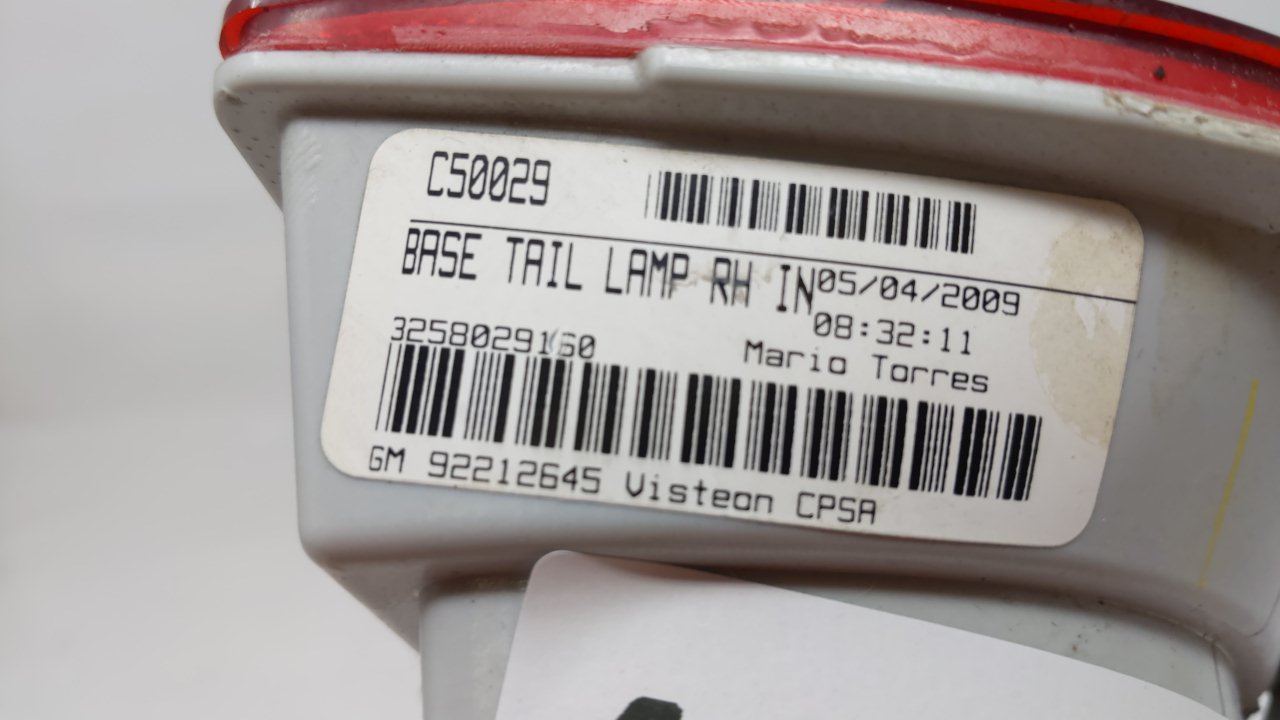 C50029
BASE TAIL LAMP RH IN
05/04/2009
08:32:11
3258029160
Mario Torres
GM 92212645 Visteon CPSA